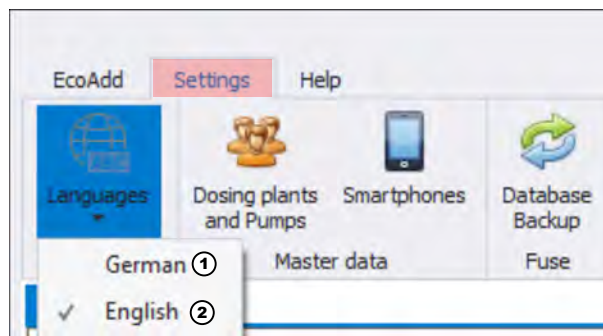 EcoAdd Settings Help
Languages Dosing plants and Pumps Smartphones Database Backup
Master data Fuse
German 1
✓ English 2